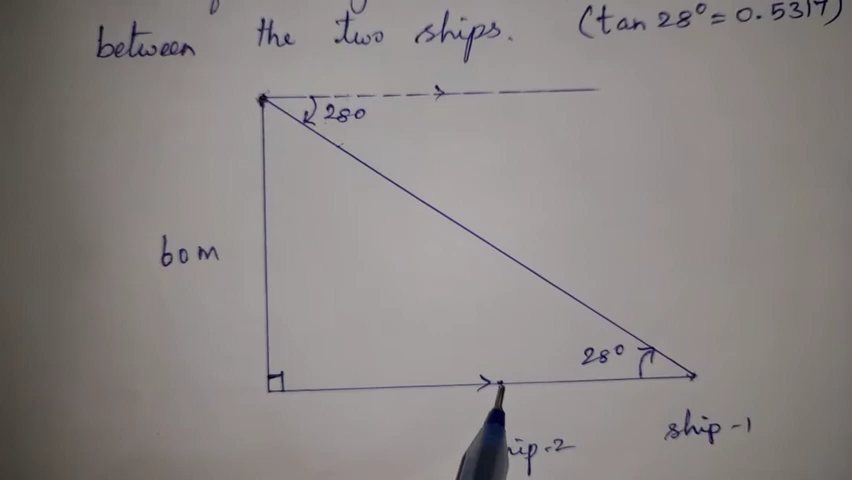 between the two ships. (tan 28° = 0.5317)
28°
60m
28°
ship-1